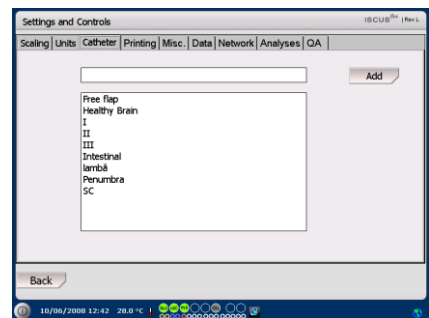 Settings and Controls
ISCUSflex | Rev L
Scaling Units Catheter Printing Misc. Data Network Analyses QA
Add
Free flap
Healthy Brain
I
II
III
Intestinal
lambå
Penumbra
SC
Back
10/06/2008 12:42 28.0 °C